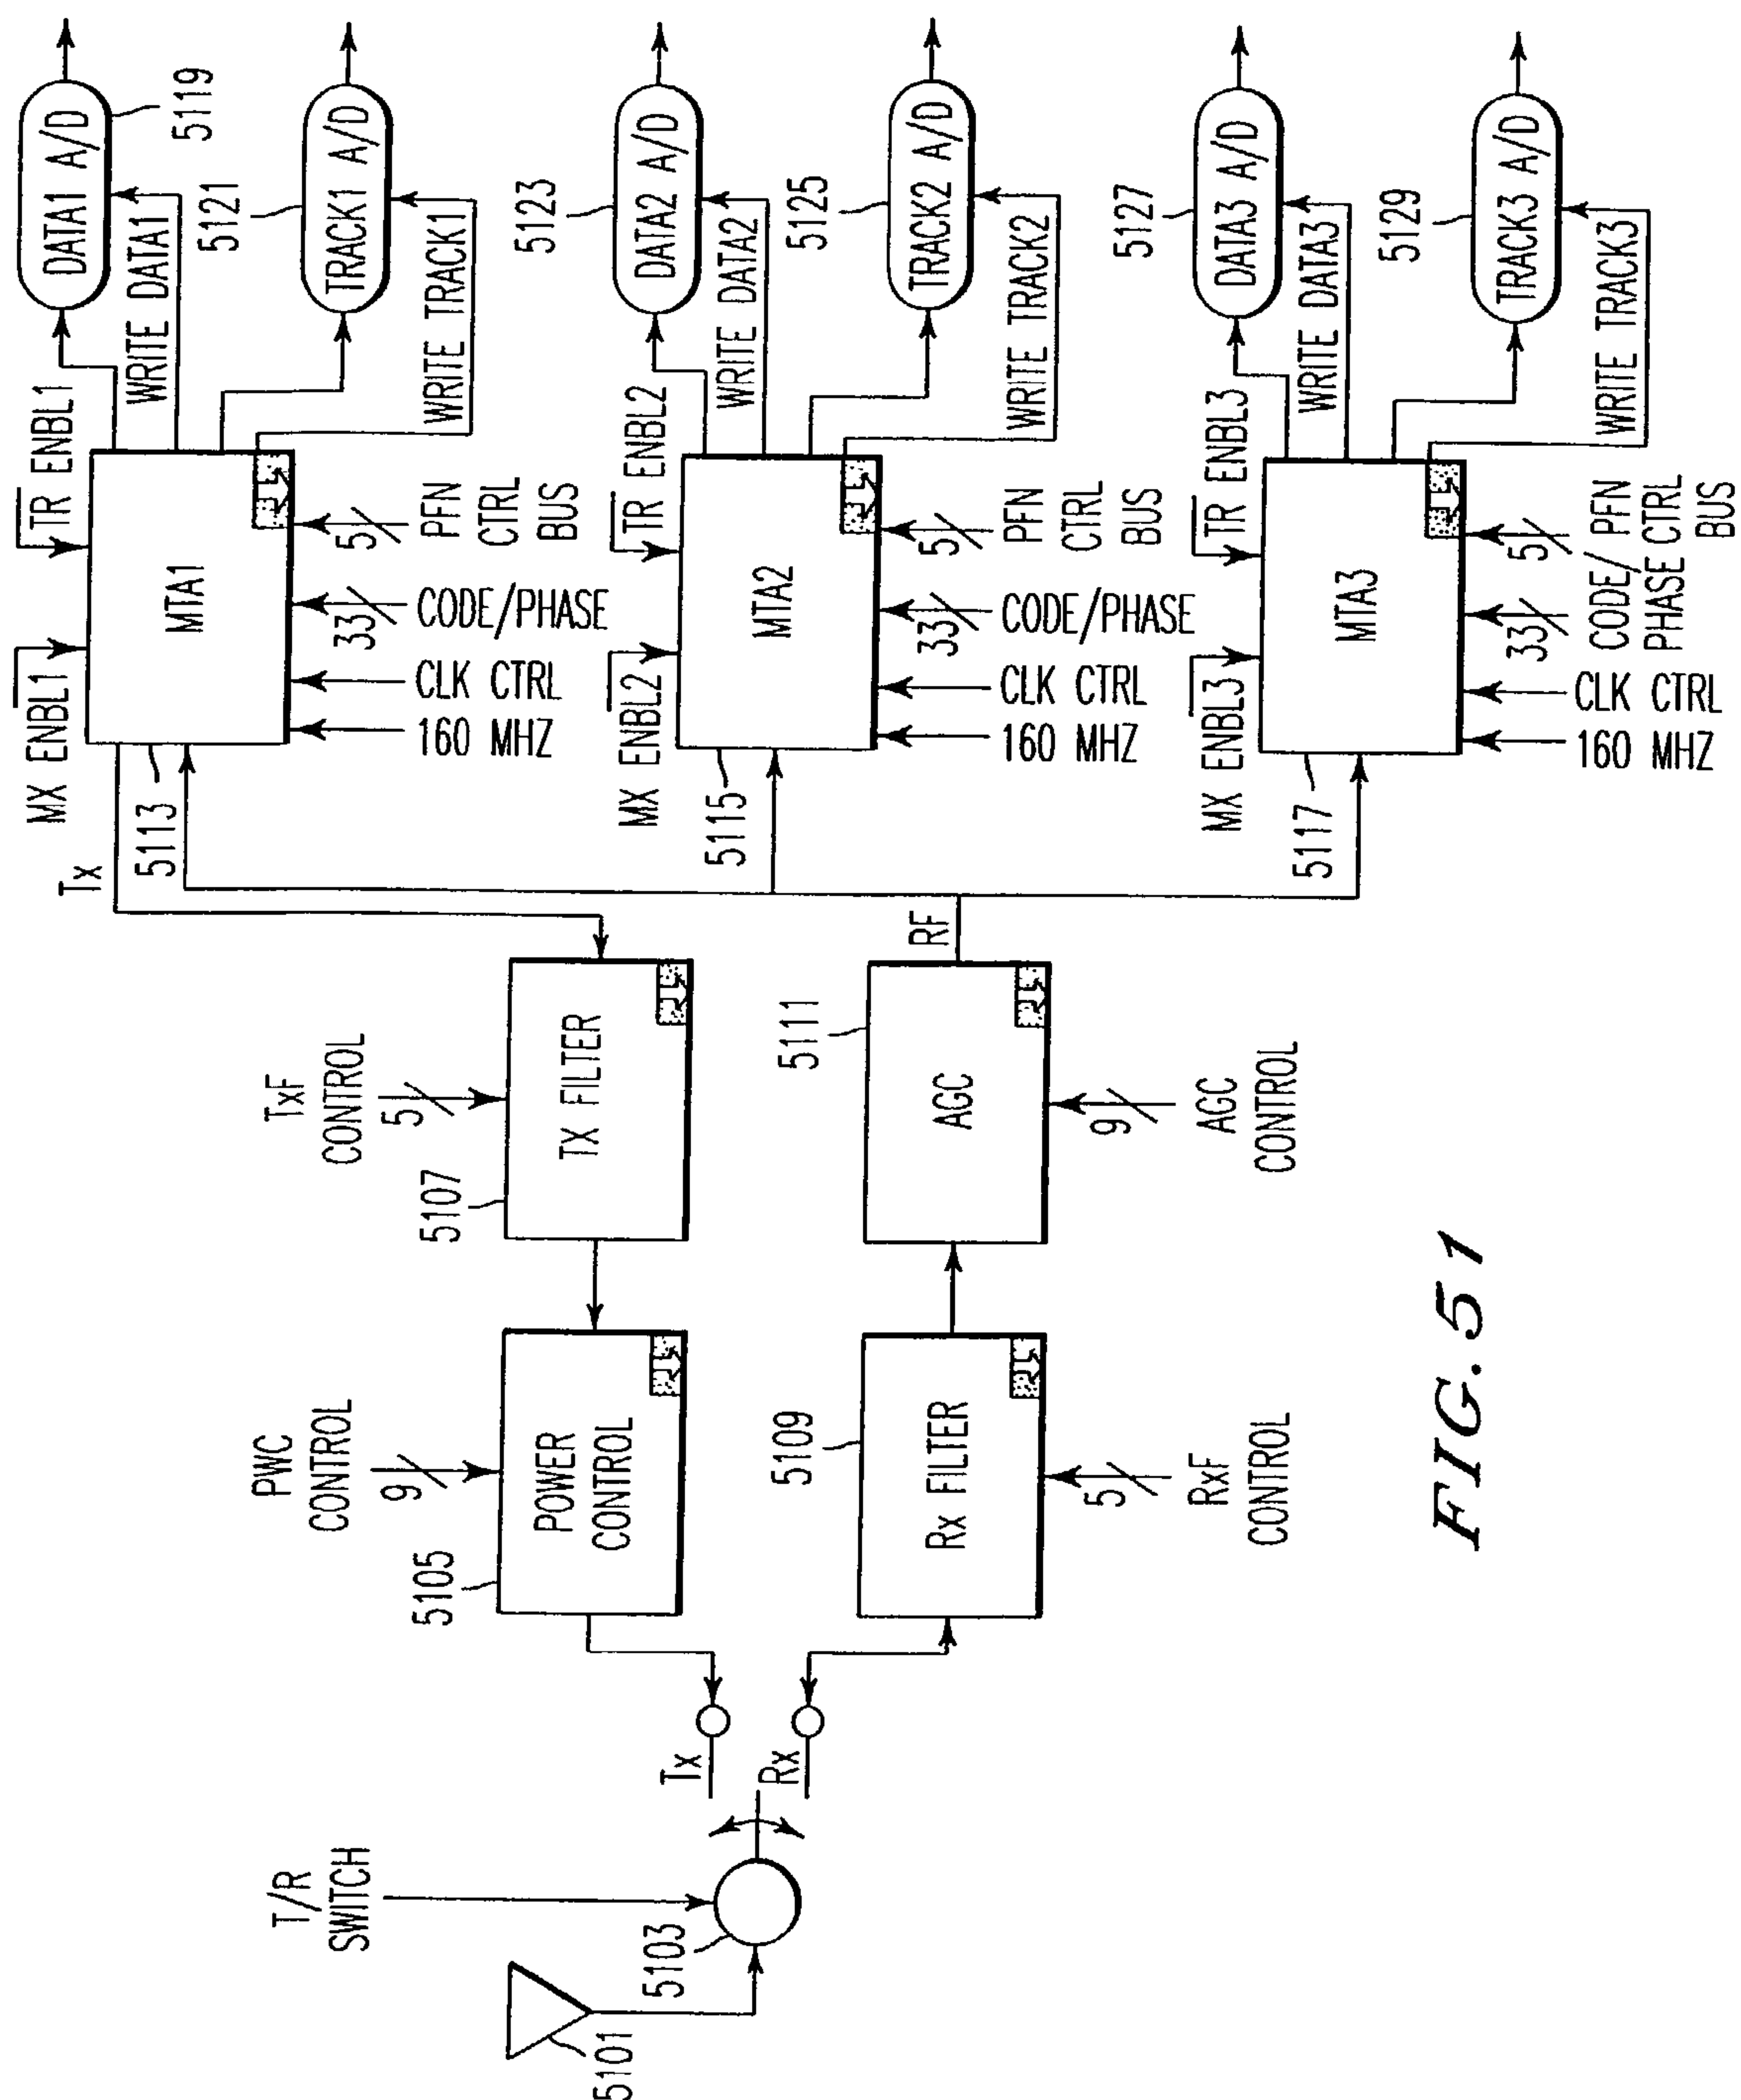 T/R
SWITCH
5101
5103
Tx
Rx
PWC
CONTROL
9
5105
POWER
CONTROL
TxF
CONTROL
5
5107
TX FILTER
5109
Rx FILTER
5
RxF
CONTROL
5111
AGC
9
AGC
CONTROL
RF
Tx
MX ENBL1
TR ENBL1
5113
MTA1
160 MHZ
CLK CTRL
33
CODE/PHASE
5
PFN
CTRL
BUS
WRITE DATA1
DATA1 A/D
5119
5121
TRACK1 A/D
WRITE TRACK1
MX ENBL2
TR ENBL2
5115
MTA2
160 MHZ
CLK CTRL
33
CODE/PHASE
5
PFN
CTRL
BUS
5123
DATA2 A/D
WRITE DATA2
5125
TRACK2 A/D
WRITE TRACK2
MX ENBL3
TR ENBL3
5117
MTA3
160 MHZ
CLK CTRL
33
CODE/
PHASE
5
PFN
CTRL
BUS
5127
DATA3 A/D
WRITE DATA3
5129
TRACK3 A/D
WRITE TRACK3
FIG. 51